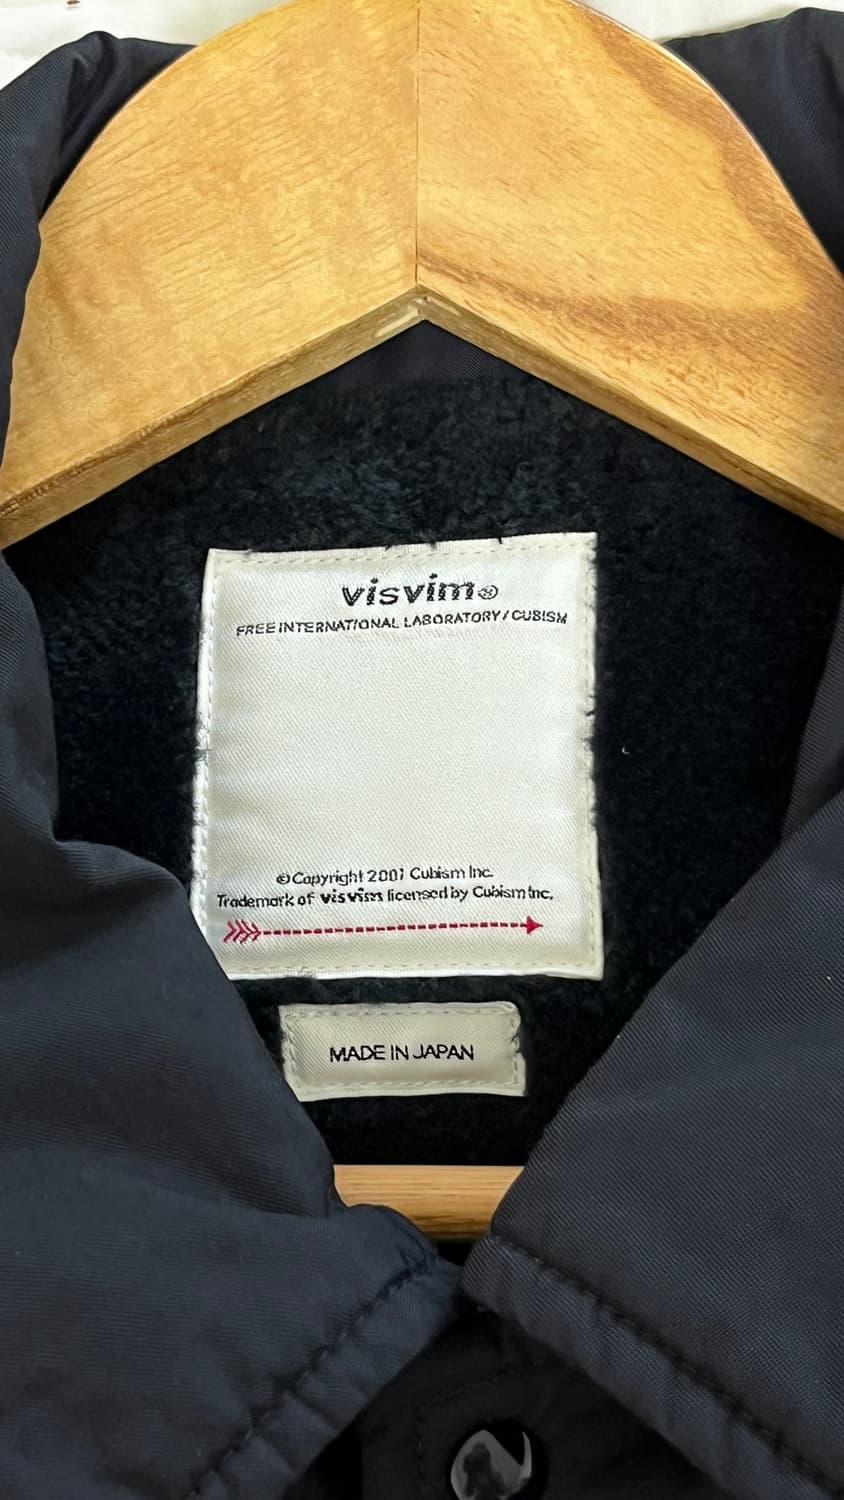 visvim®
FREE INTERNATIONAL LABORATORY / CUBISM
© Copyright 2001 Cubism Inc.
Trademark of visvim licensed by Cubism Inc.
MADE IN JAPAN